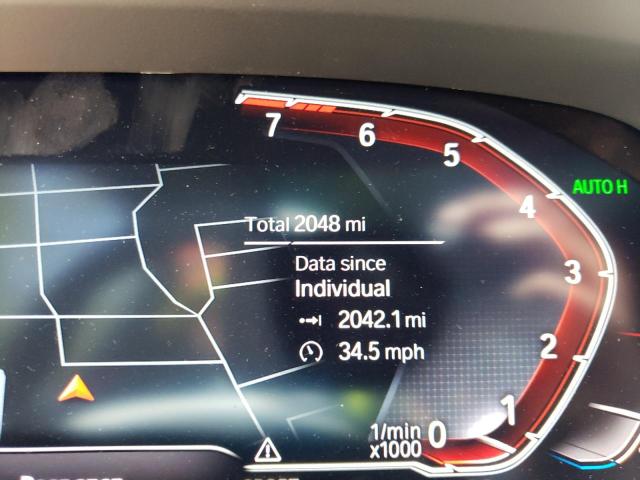 7
6
5
AUTO H
4
Total 2048 mi
Data since
3
Individual
2042.1 mi
34.5 mph
2
1
1/min 0
x1000